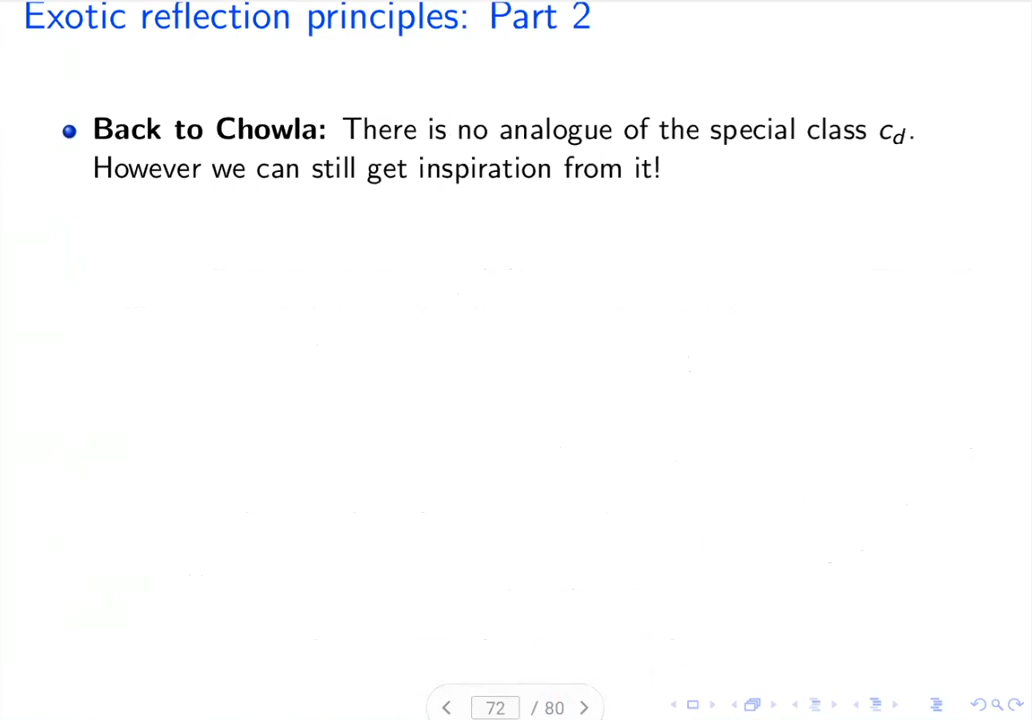 Exotic reflection principles: Part 2
Back to Chowla: There is no analogue of the special class c_d.
However we can still get inspiration from it!
72 / 80